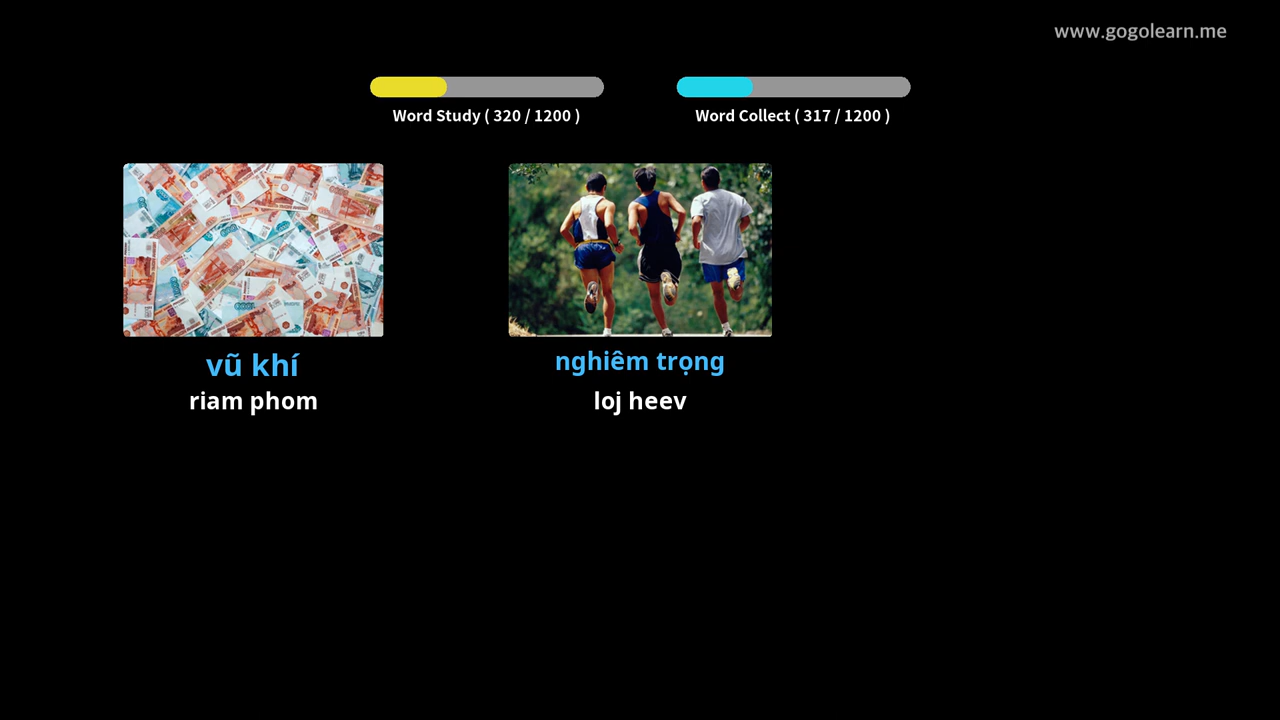 www.gogolearn.me
Word Study ( 320 / 1200 )
Word Collect ( 317 / 1200 )
vũ khí
riam phom
nghiêm trọng
loj heev